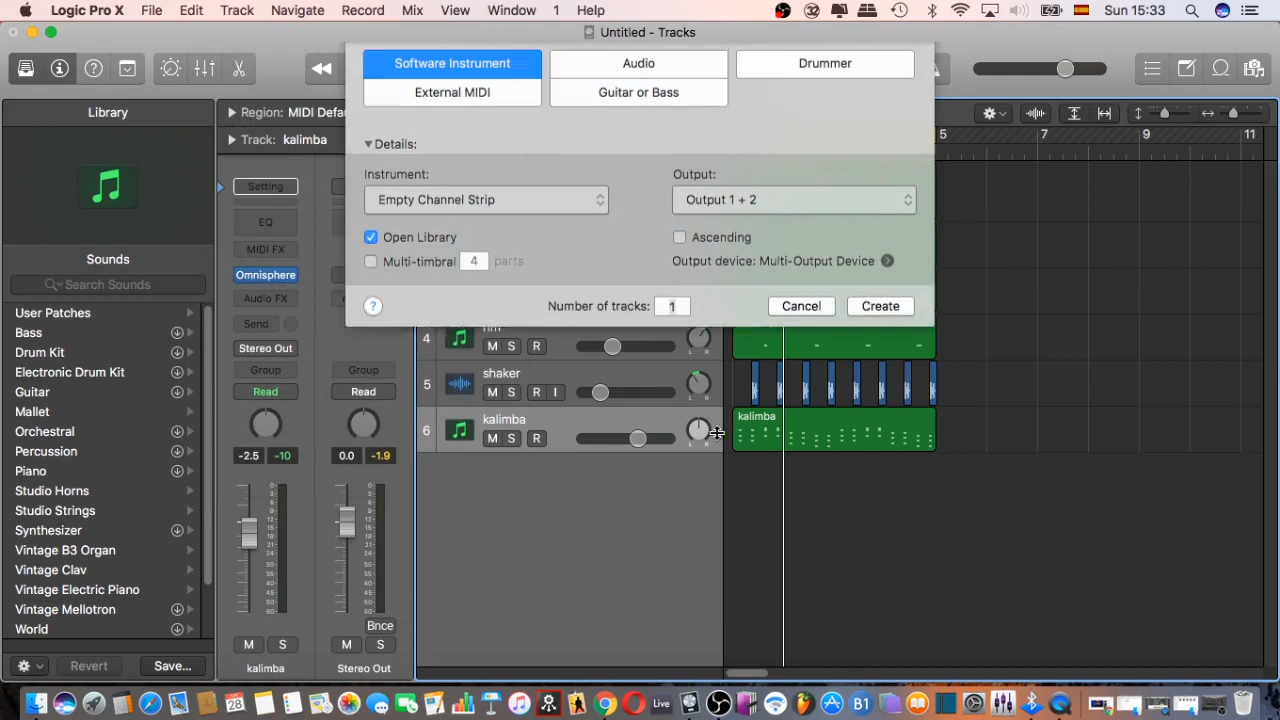 Logic Pro X File Edit Track Navigate Record Mix View Window 1 Help 32 Sun 15:33
Untitled - Tracks
Software Instrument Audio Drummer
External MIDI Guitar or Bass
Library
Region: MIDI Defa
5 7 9 11
Track: kalimba
Details:
Instrument: Output:
Setting
Empty Channel Strip Output 1 + 2
EQ
MIDI FX
Open Library Ascending
Multi-timbral 4 parts Output device: Multi-Output Device
Sounds
Omnisphere
Search Sounds
Audio FX
? Number of tracks: 1 Cancel Create
User Patches
Send
Bass
4 M S R L R
Drum Kit
Stereo Out
Electronic Drum Kit
Group Group
5 shaker
Guitar
Read Read
M S R I L R
Mallet
Orchestral
6 kalimba kalimba
Percussion
M S R L R
-2.5 -10 0.0 -1.9
Piano
Studio Horns
Studio Strings
Synthesizer
Vintage B3 Organ
Vintage Clav
Vintage Electric Piano
Vintage Mellotron
World
Bnce
M S M S
Revert Save...
kalimba Stereo Out
28 Live B1